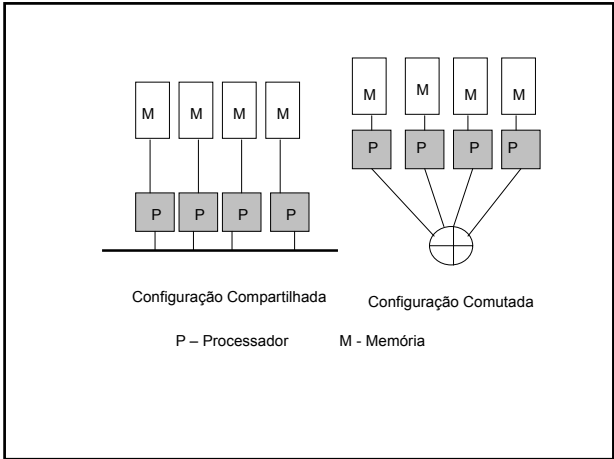 M M M M
P P P P
Configuração Compartilhada
M M M M
P P P P
Configuração Comutada
P – Processador M - Memória